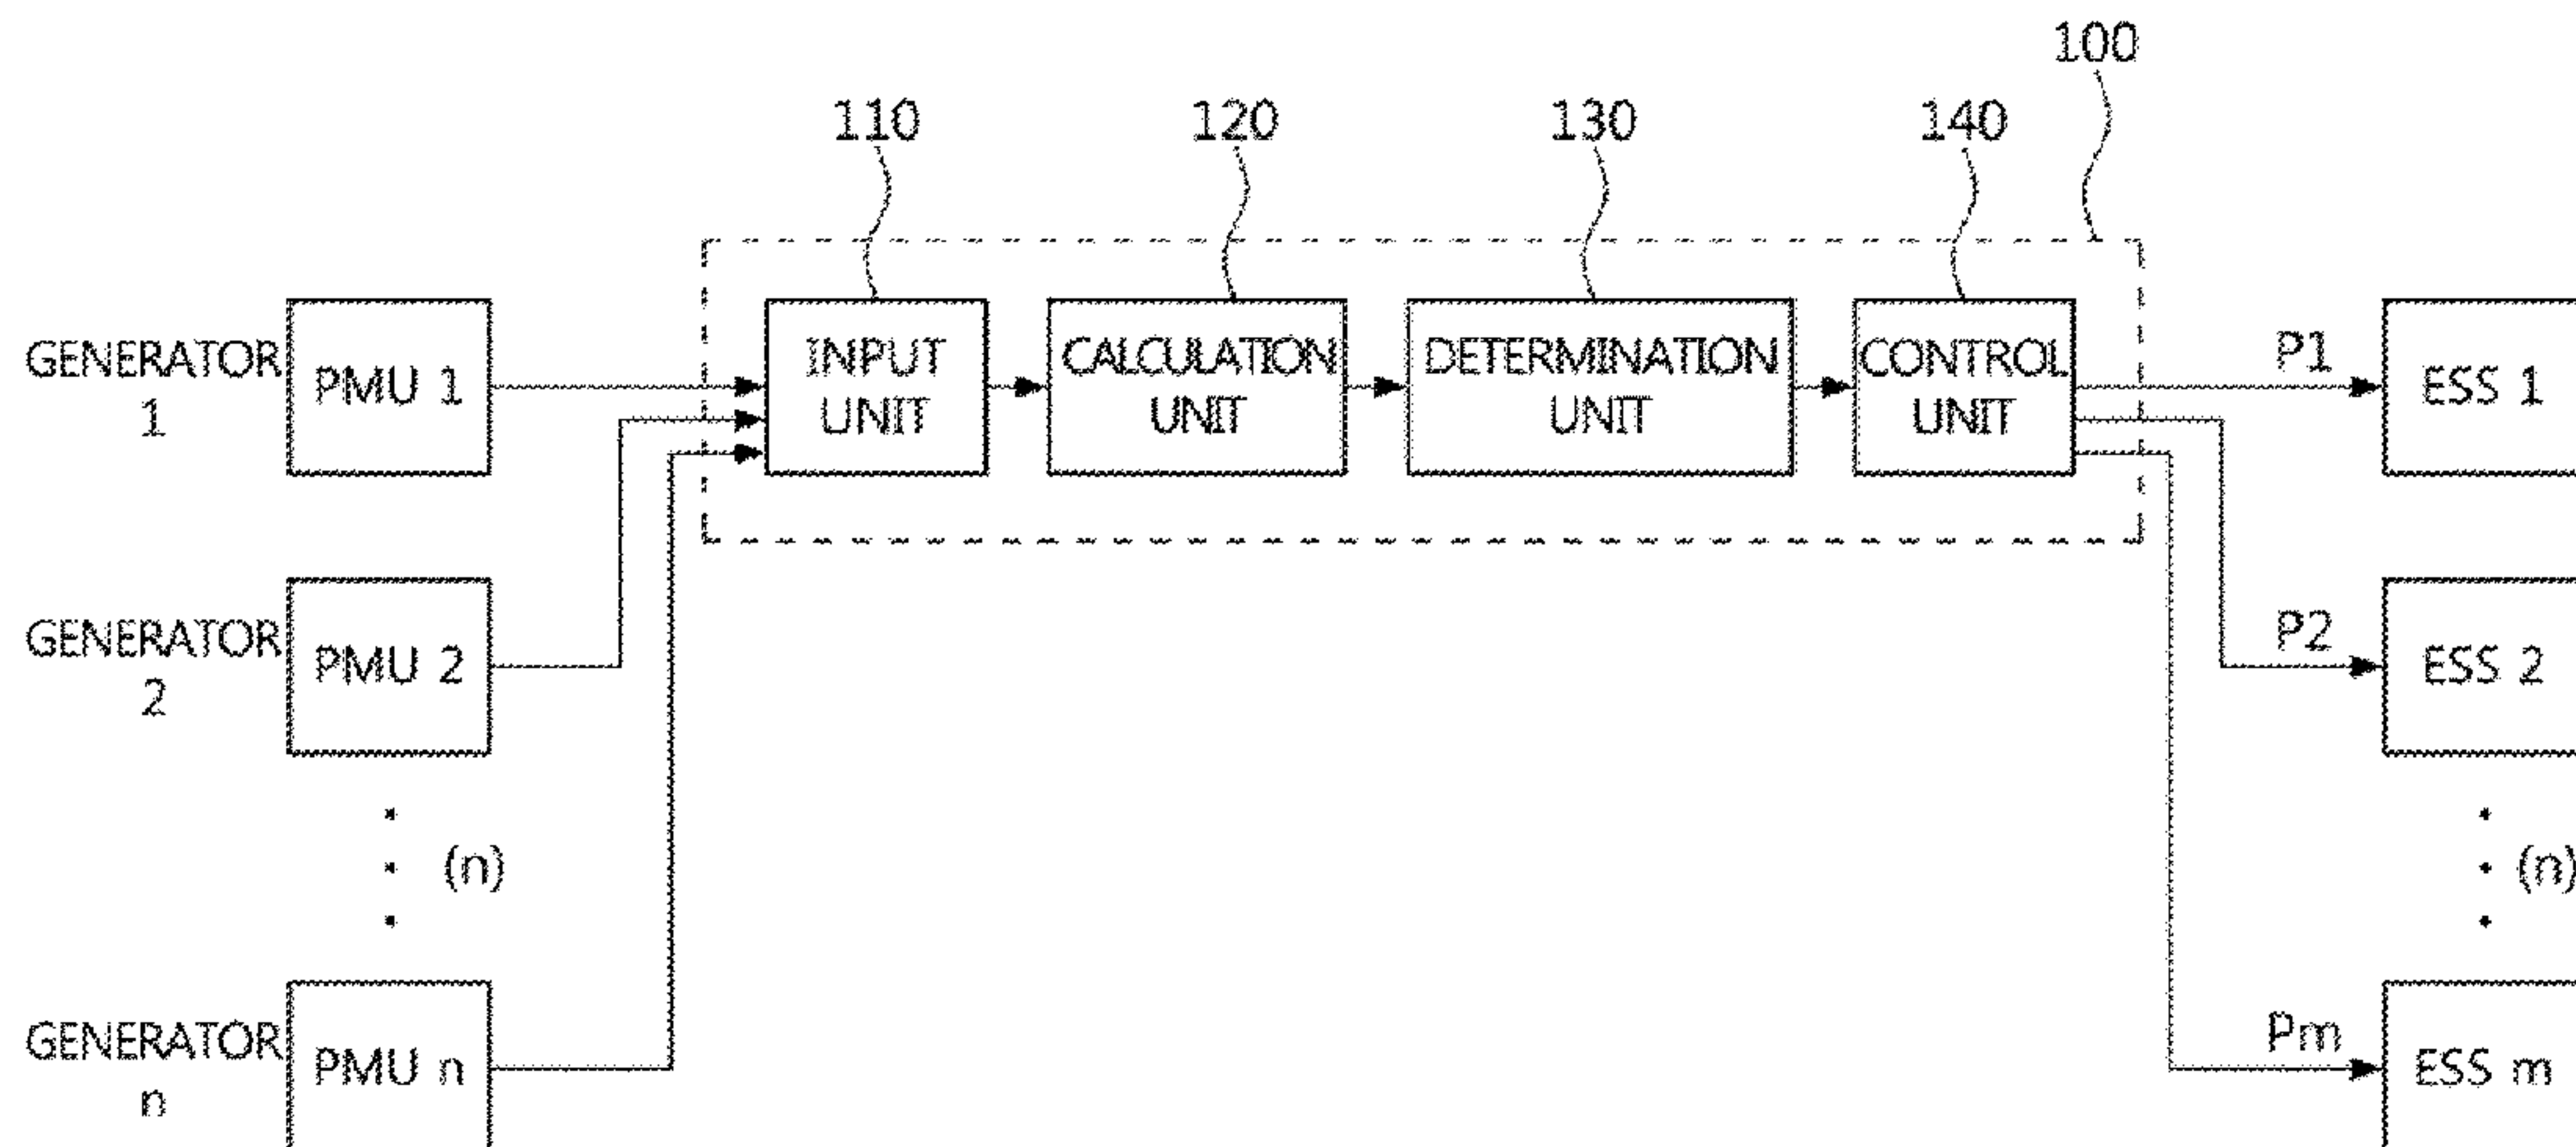 100
110
120
130
140
GENERATOR
1
PMU 1
INPUT
UNIT
CALCULATION
UNIT
DETERMINATION
UNIT
CONTROL
UNIT
P1
ESS 1
GENERATOR
2
PMU 2
P2
ESS 2
(n)
(n)
GENERATOR
n
PMU n
Pm
ESS m